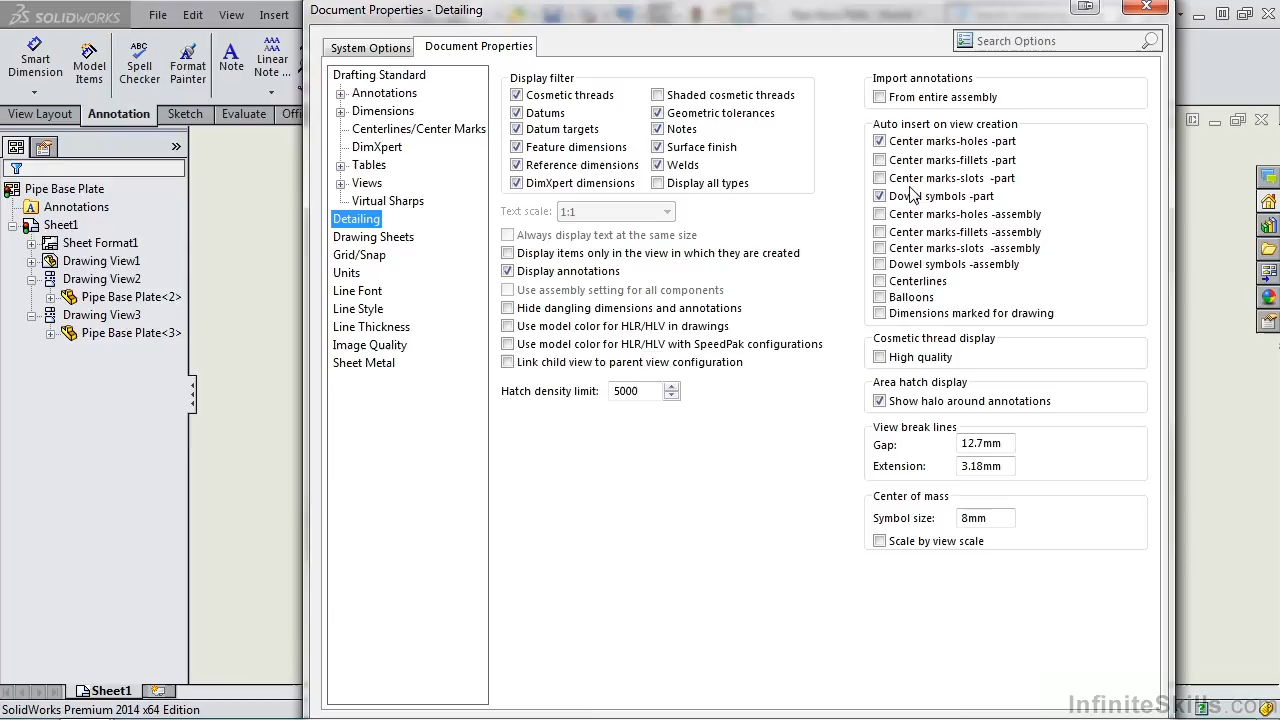 SOLIDWORKS
File Edit View Insert
Smart Dimension
Model Items
Spell Checker
Format Painter
Note
Linear Note ...
View Layout Annotation Sketch Evaluate Offi
Pipe Base Plate
Annotations
Sheet1
Sheet Format1
Drawing View1
Drawing View2
Pipe Base Plate<2>
Drawing View3
Pipe Base Plate<3>
Sheet1
SolidWorks Premium 2014 x64 Edition
Document Properties - Detailing
System Options Document Properties
Search Options
Drafting Standard
Annotations
Dimensions
Centerlines/Center Marks
DimXpert
Tables
Views
Virtual Sharps
Detailing
Drawing Sheets
Grid/Snap
Units
Line Font
Line Style
Line Thickness
Image Quality
Sheet Metal
Display filter
Cosmetic threads Shaded cosmetic threads
Datums Geometric tolerances
Datum targets Notes
Feature dimensions Surface finish
Reference dimensions Welds
DimXpert dimensions Display all types
Text scale: 1:1
Always display text at the same size
Display items only in the view in which they are created
Display annotations
Use assembly setting for all components
Hide dangling dimensions and annotations
Use model color for HLR/HLV in drawings
Use model color for HLR/HLV with SpeedPak configurations
Link child view to parent view configuration
Hatch density limit: 5000
Import annotations
From entire assembly
Auto insert on view creation
Center marks-holes -part
Center marks-fillets -part
Center marks-slots -part
Dowel symbols -part
Center marks-holes -assembly
Center marks-fillets -assembly
Center marks-slots -assembly
Dowel symbols -assembly
Centerlines
Balloons
Dimensions marked for drawing
Cosmetic thread display
High quality
Area hatch display
Show halo around annotations
View break lines
Gap: 12.7mm
Extension: 3.18mm
Center of mass
Symbol size: 8mm
Scale by view scale
InfiniteSkills.com